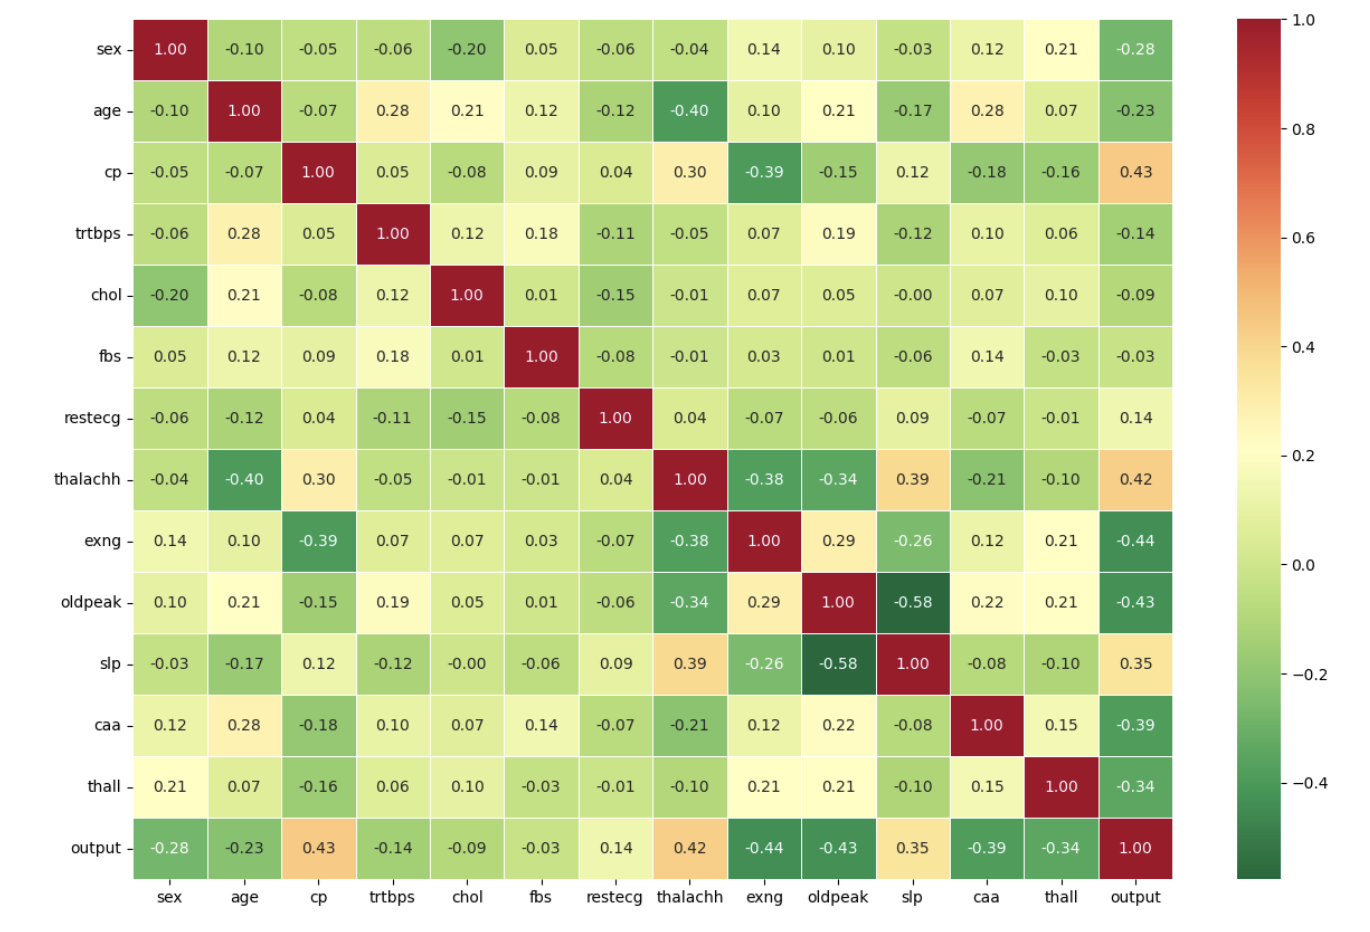 sex 1.00 -0.10 -0.05 -0.06 -0.20 0.05 -0.06 -0.04 0.14 0.10 -0.03 0.12 0.21 -0.28
age -0.10 1.00 -0.07 0.28 0.21 0.12 -0.12 -0.40 0.10 0.21 -0.17 0.28 0.07 -0.23
cp -0.05 -0.07 1.00 0.05 -0.08 0.09 0.04 0.30 -0.39 -0.15 0.12 -0.18 -0.16 0.43
trtbps -0.06 0.28 0.05 1.00 0.12 0.18 -0.11 -0.05 0.07 0.19 -0.12 0.10 0.06 -0.14
chol -0.20 0.21 -0.08 0.12 1.00 0.01 -0.15 -0.01 0.07 0.05 -0.00 0.07 0.10 -0.09
fbs 0.05 0.12 0.09 0.18 0.01 1.00 -0.08 -0.01 0.03 0.01 -0.06 0.14 -0.03 -0.03
restecg -0.06 -0.12 0.04 -0.11 -0.15 -0.08 1.00 0.04 -0.07 -0.06 0.09 -0.07 -0.01 0.14
thalachh -0.04 -0.40 0.30 -0.05 -0.01 -0.01 0.04 1.00 -0.38 -0.34 0.39 -0.21 -0.10 0.42
exng 0.14 0.10 -0.39 0.07 0.07 0.03 -0.07 -0.38 1.00 0.29 -0.26 0.12 0.21 -0.44
oldpeak 0.10 0.21 -0.15 0.19 0.05 0.01 -0.06 -0.34 0.29 1.00 -0.58 0.22 0.21 -0.43
slp -0.03 -0.17 0.12 -0.12 -0.00 -0.06 0.09 0.39 -0.26 -0.58 1.00 -0.08 -0.10 0.35
caa 0.12 0.28 -0.18 0.10 0.07 0.14 -0.07 -0.21 0.12 0.22 -0.08 1.00 0.15 -0.39
thall 0.21 0.07 -0.16 0.06 0.10 -0.03 -0.01 -0.10 0.21 0.21 -0.10 0.15 1.00 -0.34
output -0.28 -0.23 0.43 -0.14 -0.09 -0.03 0.14 0.42 -0.44 -0.43 0.35 -0.39 -0.34 1.00
sex age cp trtbps chol fbs restecg thalachh exng oldpeak slp caa thall output
1.0
0.8
0.6
0.4
0.2
0.0
−0.2
−0.4